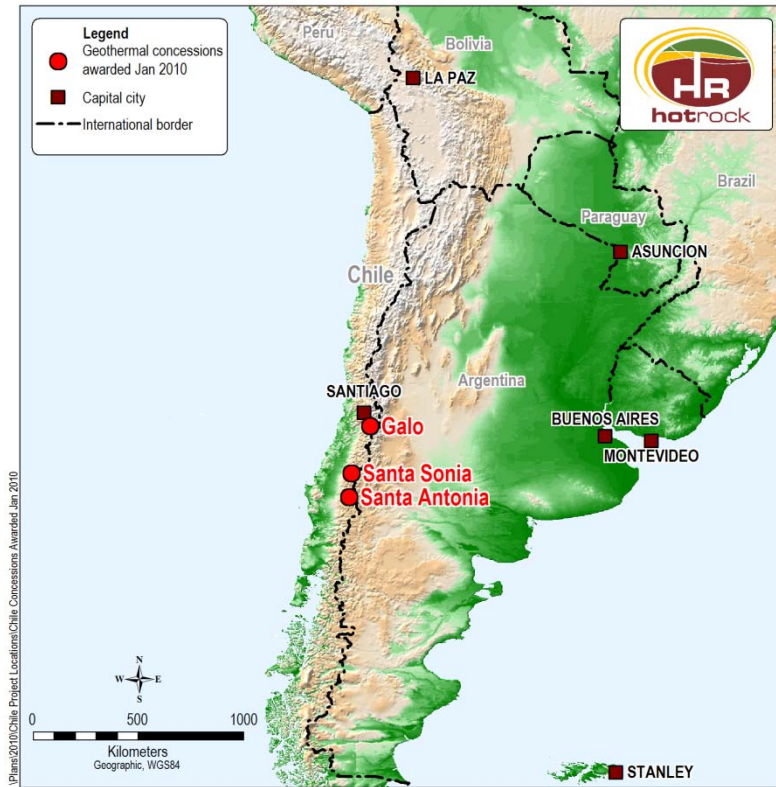 Legend
Geothermal concessions
awarded Jan 2010
Capital city
International border
Peru
Bolivia
LA PAZ
HR
hotrock
Brazil
Paraguay
ASUNCION
Chile
Argentina
SANTIAGO
Galo
BUENOS AIRES
MONTEVIDEO
Santa Sonia
Santa Antonia
N
W E
S
0 500 1000
Kilometers
Geographic, WGS84
STANLEY
\Plans\2010\Chile Project Locations\Chile Concessions Awarded Jan 2010